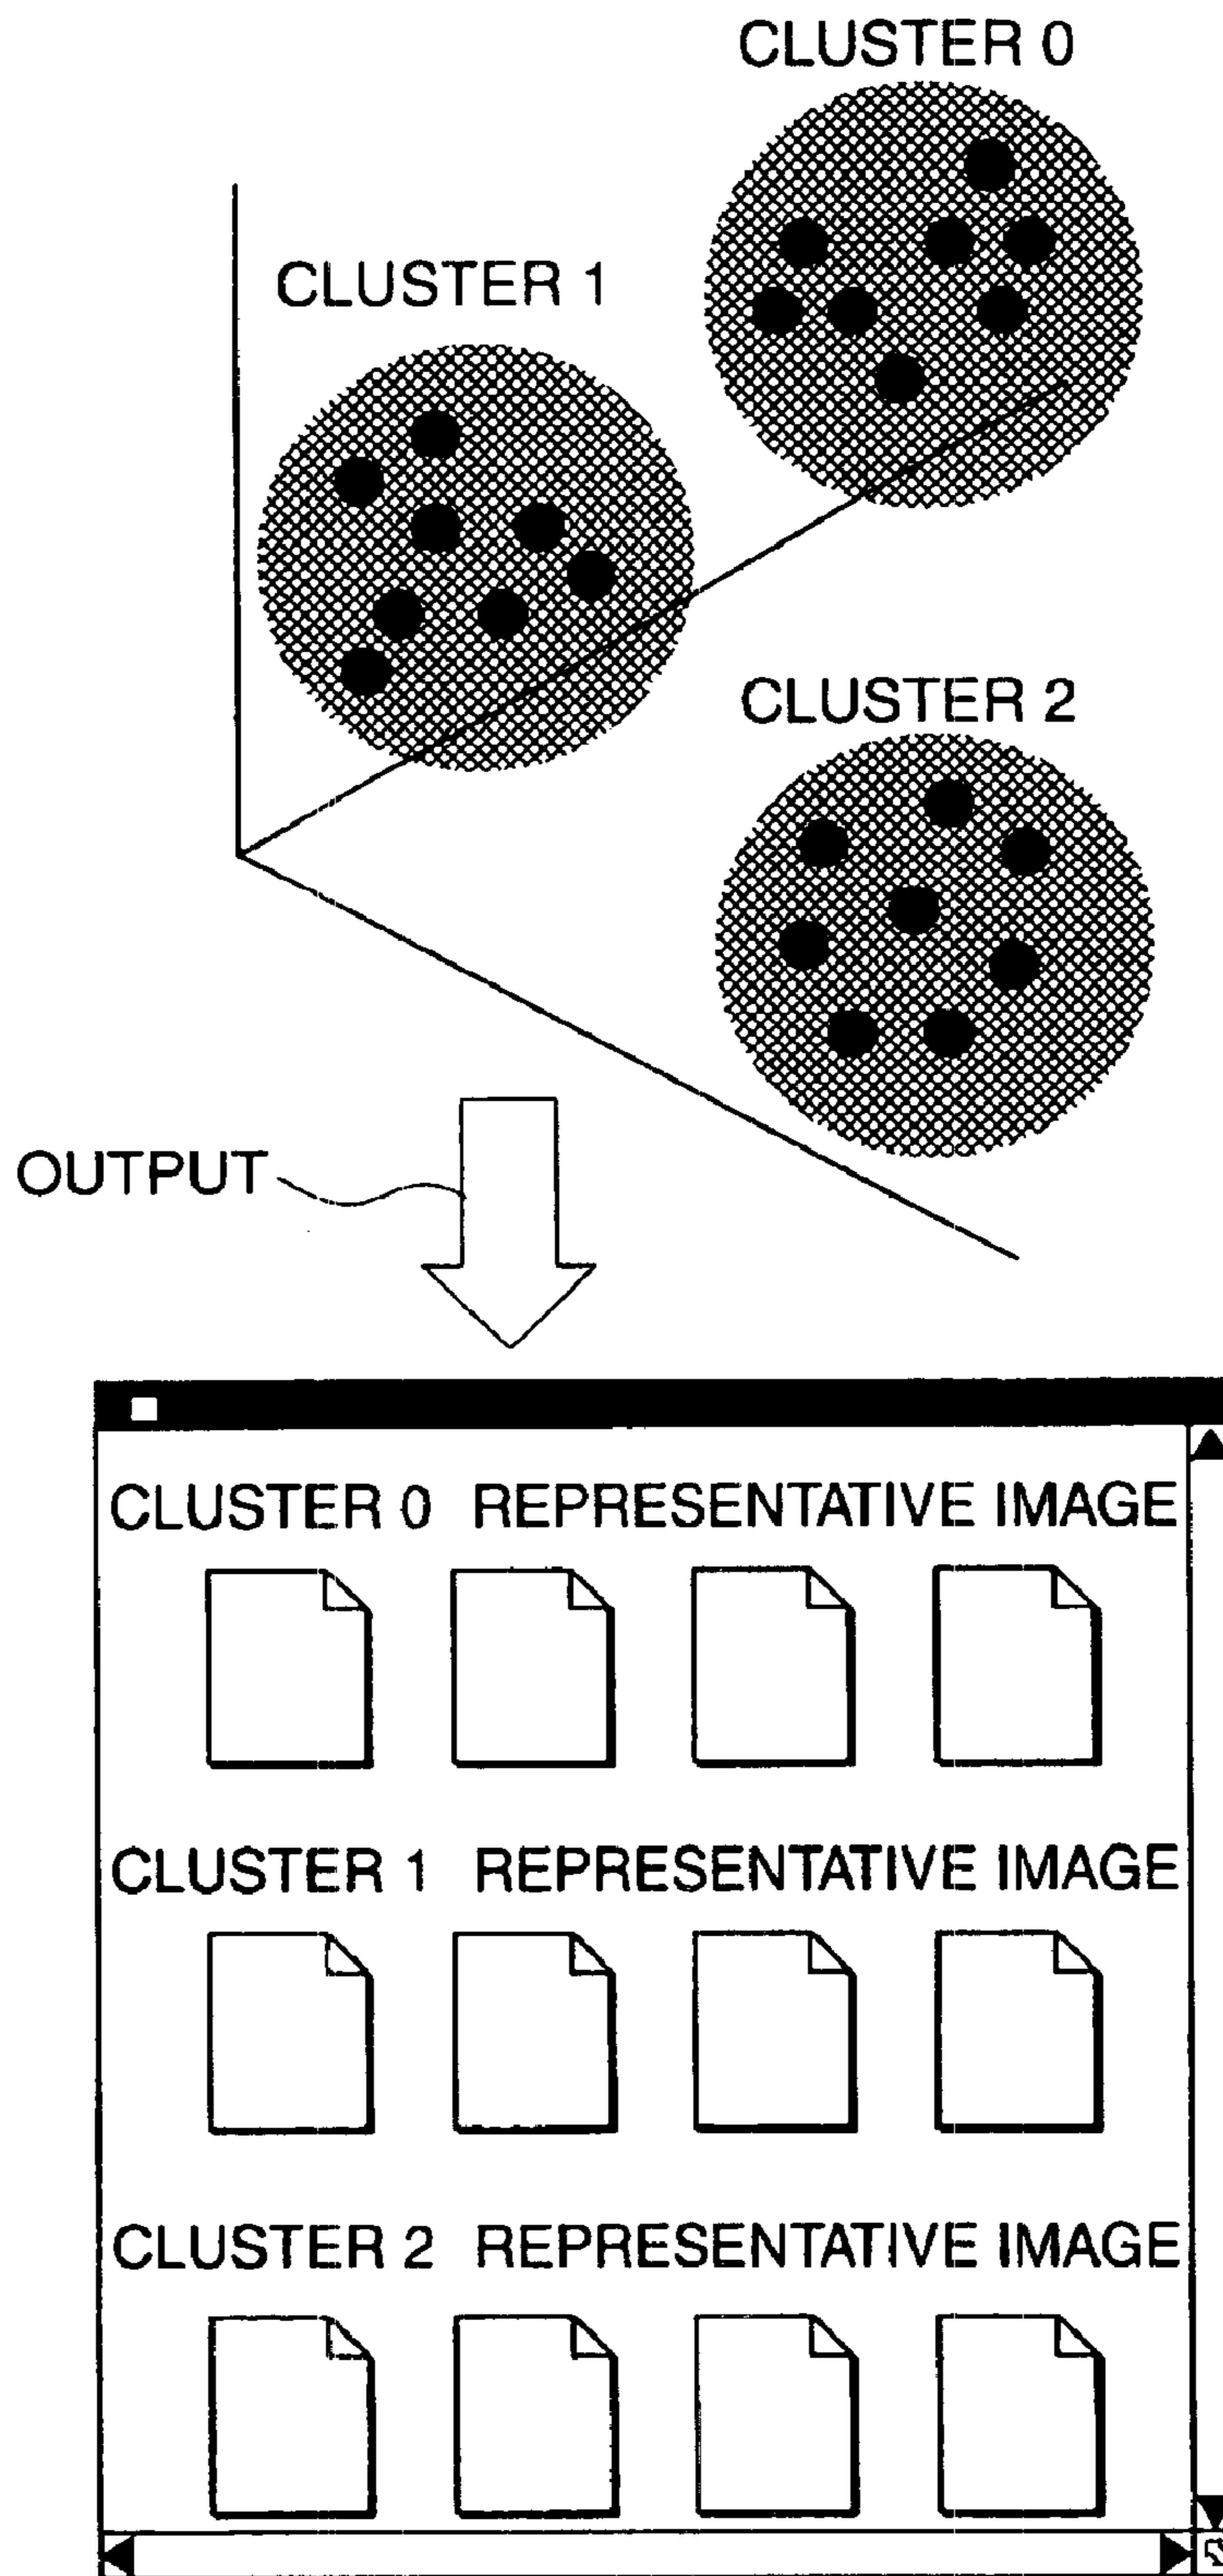 CLUSTER 0
CLUSTER 1
CLUSTER 2
OUTPUT
CLUSTER 0 REPRESENTATIVE IMAGE
CLUSTER 1 REPRESENTATIVE IMAGE
CLUSTER 2 REPRESENTATIVE IMAGE